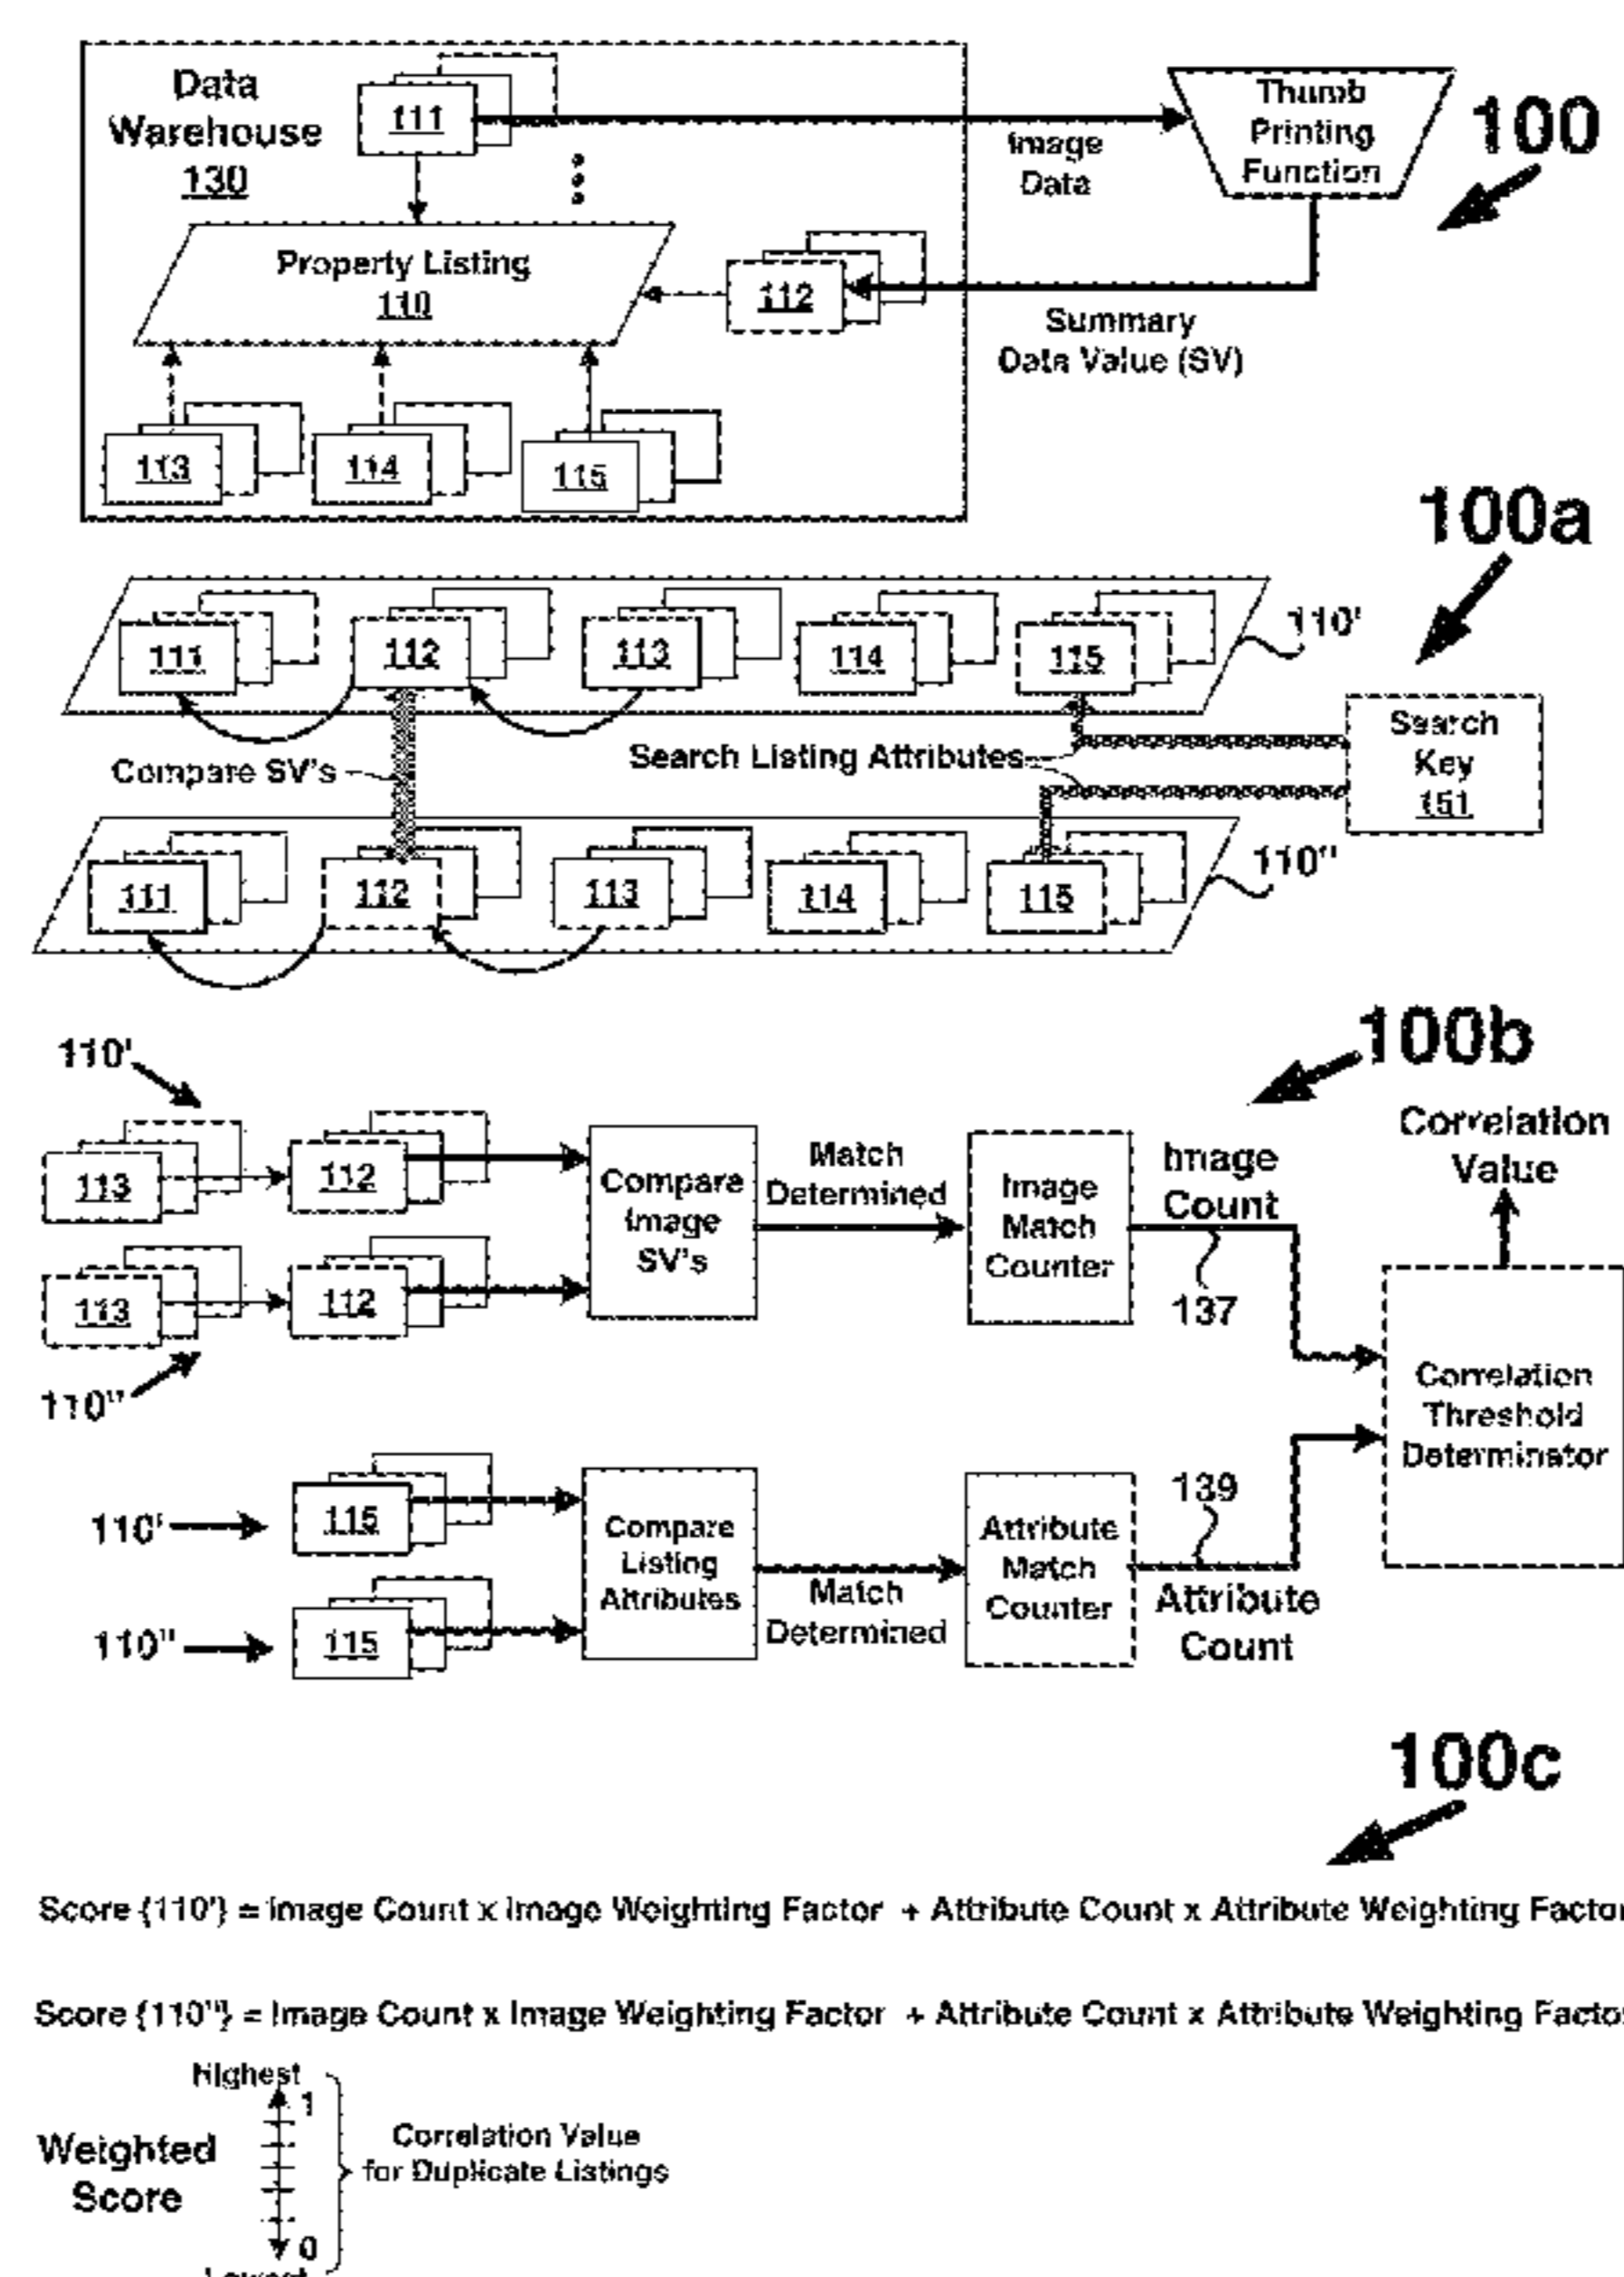 Data
Warehouse
130
111
Image
Data
Thumb
Printing
Function
100
Property Listing
110
112
Summary
Data Value (SV)
113
114
115
100a
111
112
113
114
115
110'
Compare SV's
Search Listing Attributes
Search
Key
151
111
112
113
114
115
110"
100b
110'
113
112
113
112
110"
Compare
Image
SV's
Match
Determined
Image
Match
Counter
Image
Count
137
Correlation
Value
Correlation
Threshold
Determinator
110'
115
110"
115
Compare
Listing
Attributes
Match
Determined
Attribute
Match
Counter
139
Attribute
Count
100c
Score {110'} = Image Count x Image Weighting Factor + Attribute Count x Attribute Weighting Factor
Score {110"} = Image Count x Image Weighting Factor + Attribute Count x Attribute Weighting Factor
Highest
1
Weighted
Score
Correlation Value
for Duplicate Listings
0